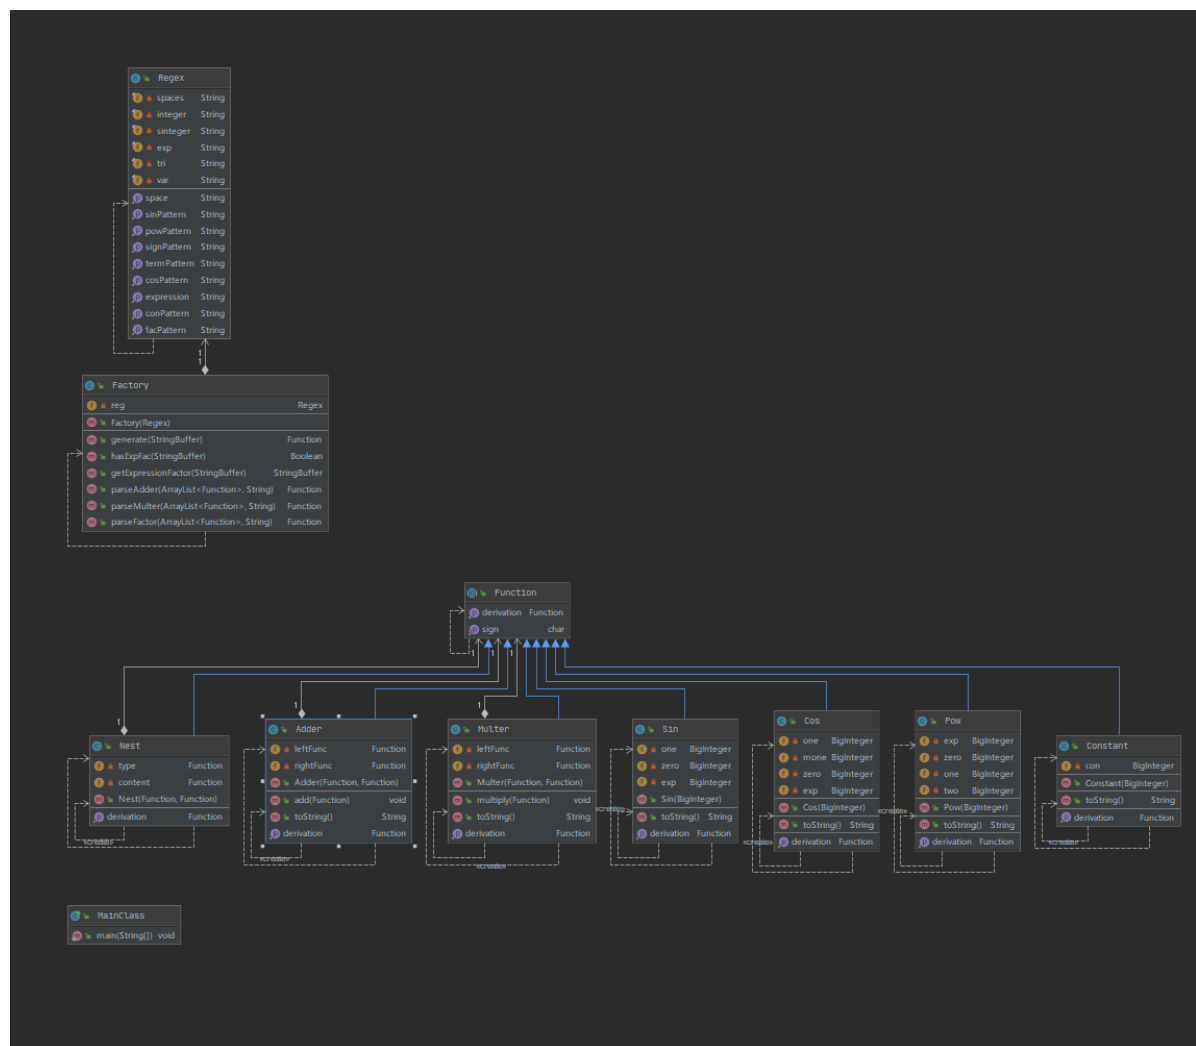 Regex
spaces String
integer String
sinteger String
exp String
tri String
var String
space String
sinPattern String
powPattern String
signPattern String
termPattern String
cosPattern String
expression String
conPattern String
facPattern String
1
1
Factory
reg Regex
Factory(Regex)
generate(StringBuffer) Function
hasExpFac(StringBuffer) Boolean
getExpressionFactor(StringBuffer) StringBuffer
parseAdder(ArrayList<Function>, String) Function
parseMulter(ArrayList<Function>, String) Function
parseFactor(ArrayList<Function>, String) Function
Function
derivation Function
sign char
1 1 1
1
Nest
type Function
content Function
Nest(Function, Function)
derivation Function
«create»
1
Adder
leftFunc Function
rightFunc Function
Adder(Function, Function)
add(Function) void
toString() String
derivation Function
«create»
1
Multer
leftFunc Function
rightFunc Function
Multer(Function, Function)
multiply(Function) void
toString() String
derivation Function
«create»
Sin
one BigInteger
zero BigInteger
exp BigInteger
Sin(BigInteger)
toString() String
derivation Function
«create»
Cos
one BigInteger
mone BigInteger
zero BigInteger
exp BigInteger
Cos(BigInteger)
toString() String
derivation Function
«create»
Pow
exp BigInteger
zero BigInteger
one BigInteger
two BigInteger
Pow(BigInteger)
toString() String
derivation Function
«create»
Constant
con BigInteger
Constant(BigInteger)
toString() String
derivation Function
«create»
MainClass
main(String[]) void